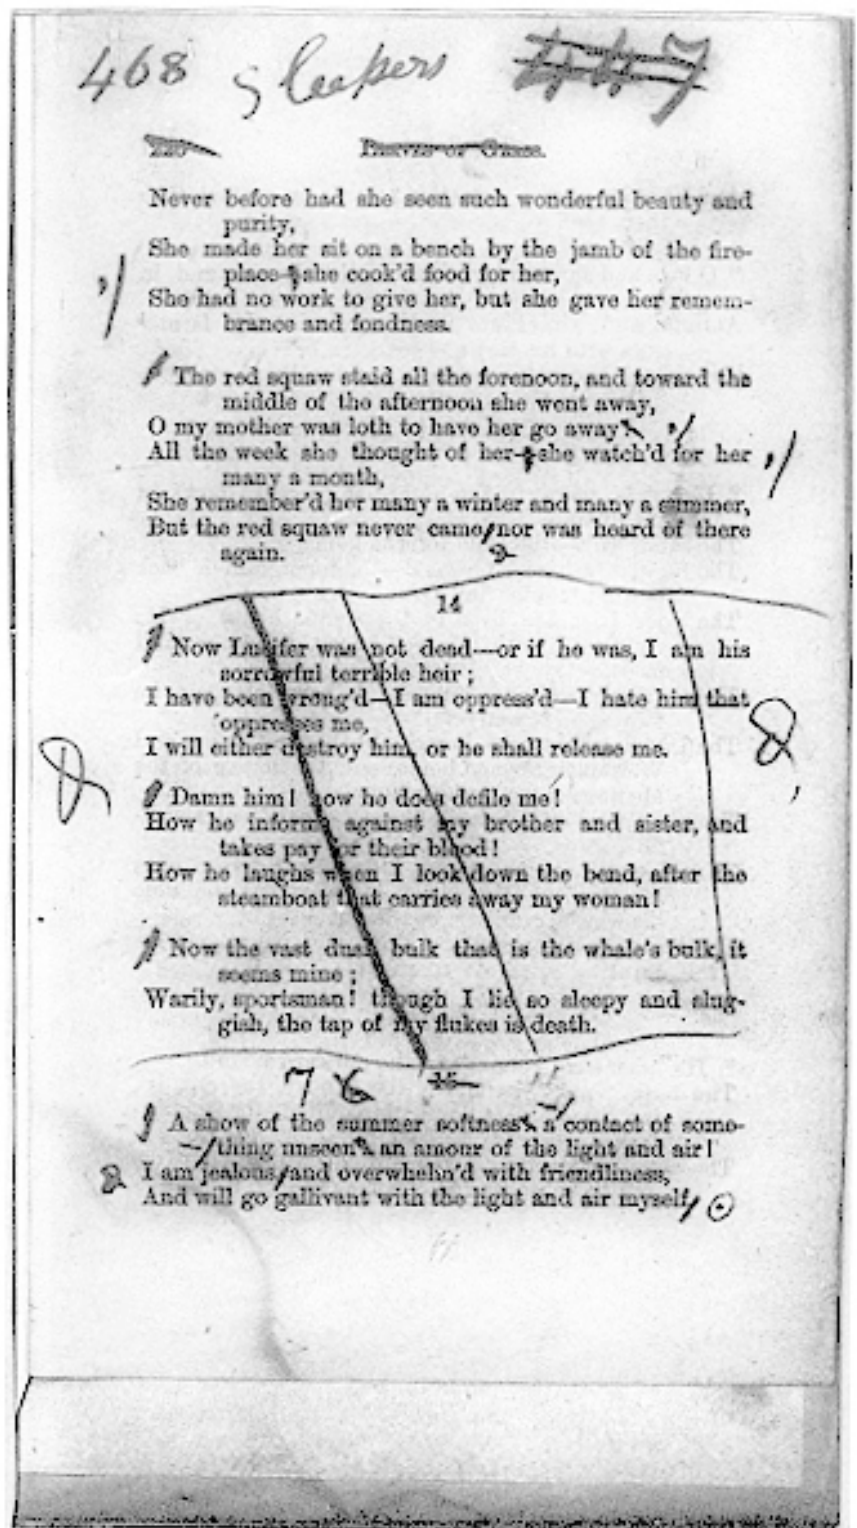 468 Sleepers 447
220 Leaves of Grass.
Never before had she seen such wonderful beauty and
purity,
She made her sit on a bench by the jamb of the fire-
place—she cook'd food for her,
She had no work to give her, but she gave her remem-
brance and fondness.
The red squaw staid all the forenoon, and toward the
middle of the afternoon she went away,
O my mother was loth to have her go away
All the week she thought of her—she watch'd for her
many a month,
She remember'd her many a winter and many a summer,
But the red squaw never came, nor was heard of there
again.
14
Now Lucifer was not dead—or if he was, I am his
sorrowful terrible heir;
I have been wrong'd—I am oppress'd—I hate him that
oppresses me,
I will either destroy him, or he shall release me.
Damn him! how he does defile me!
How he informs against my brother and sister, and
takes pay for their blood!
How he laughs when I look down the bend, after the
steamboat that carries away my woman!
Now the vast dusk bulk that is the whale's bulk, it
seems mine;
Warily, sportsman! though I lie so sleepy and slug-
gish, the tap of my flukes is death.
7 15
A show of the summer softness a contact of some-
thing unseen an amour of the light and air!
I am jealous, and overwhelm'd with friendliness,
And will go gallivant with the light and air myself